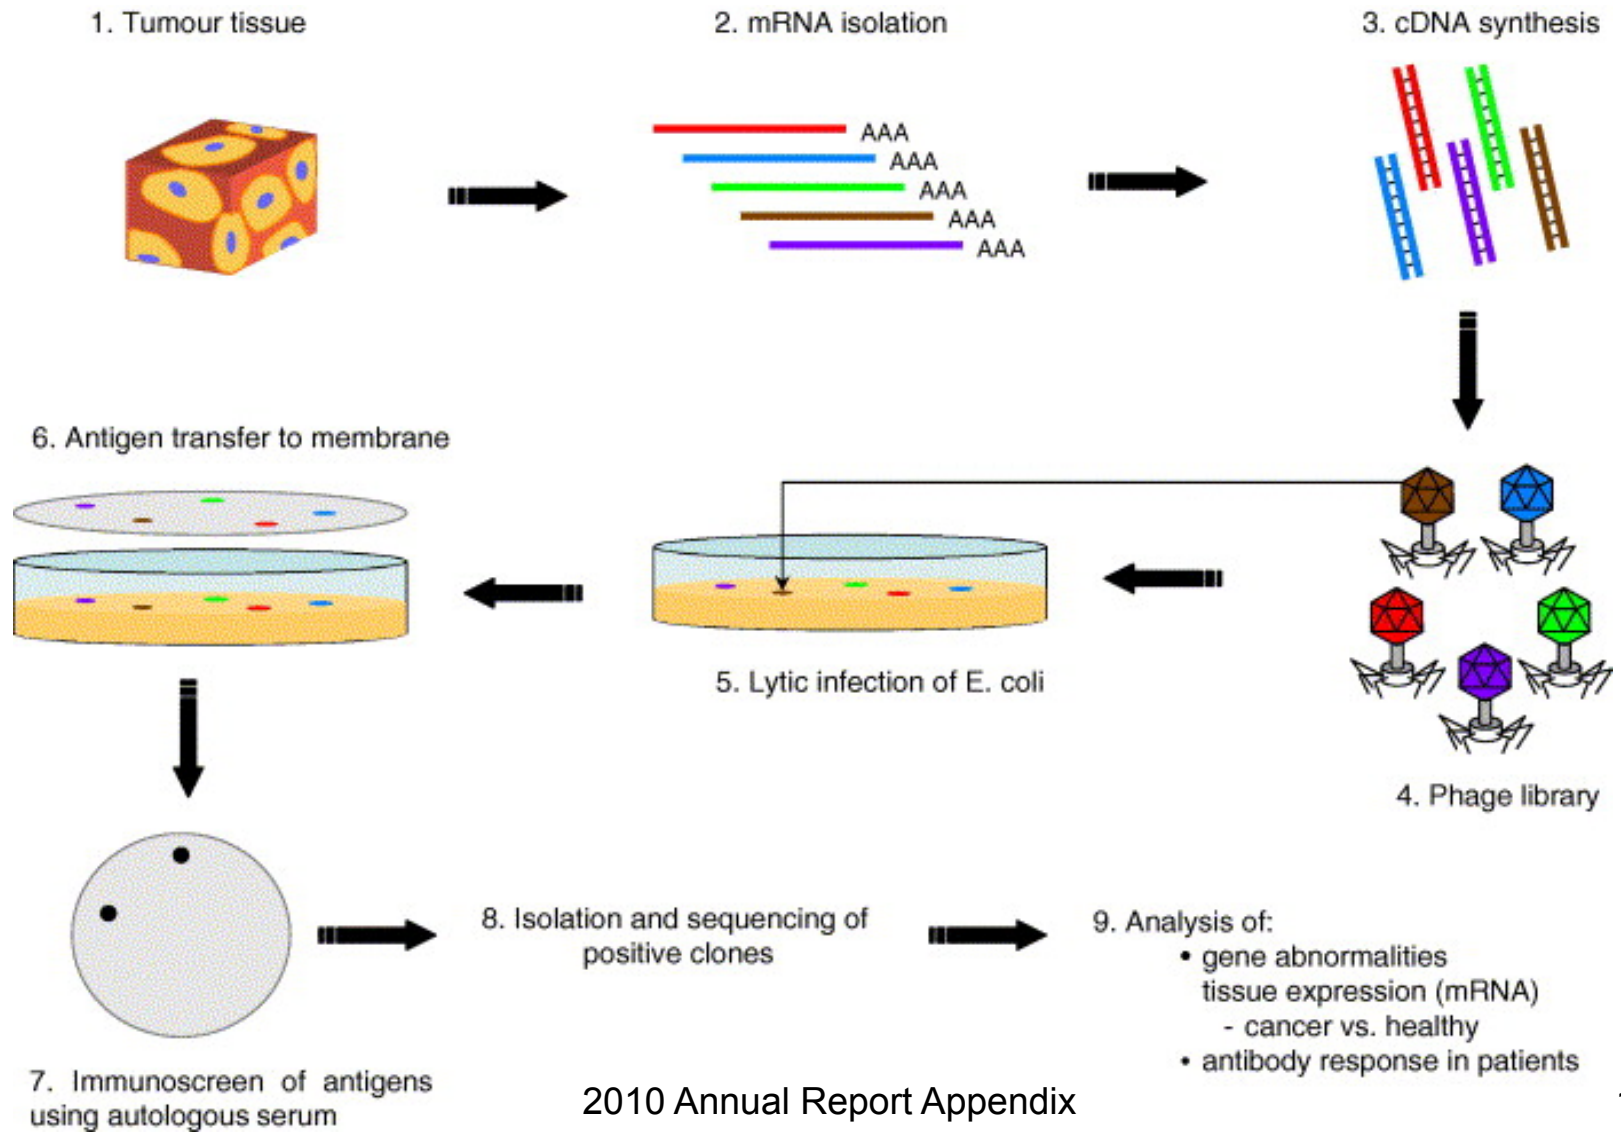 1. Tumour tissue
2. mRNA isolation
3. cDNA synthesis
AAA
AAA
AAA
AAA
AAA
6. Antigen transfer to membrane
5. Lytic infection of E. coli
4. Phage library
7. Immunoscreen of antigens
using autologous serum
8. Isolation and sequencing of
positive clones
9. Analysis of:
• gene abnormalities
tissue expression (mRNA)
- cancer vs. healthy
• antibody response in patients
2010 Annual Report Appendix